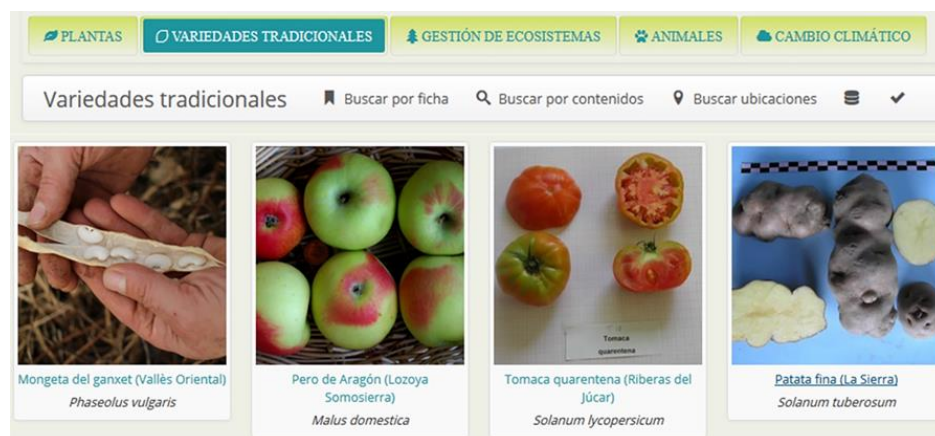 PLANTAS VARIEDADES TRADICIONALES GESTIÓN DE ECOSISTEMAS ANIMALES CAMBIO CLIMÁTICO
Variedades tradicionales Buscar por ficha Buscar por contenidos Buscar ubicaciones
Tomaca
quarentena
Mongeta del ganxet (Vallès Oriental)
Phaseolus vulgaris
Pero de Aragón (Lozoya
Somosierra)
Malus domestica
Tomaca quarentena (Riberas del
Júcar)
Solanum lycopersicum
Patata fina (La Sierra)
Solanum tuberosum